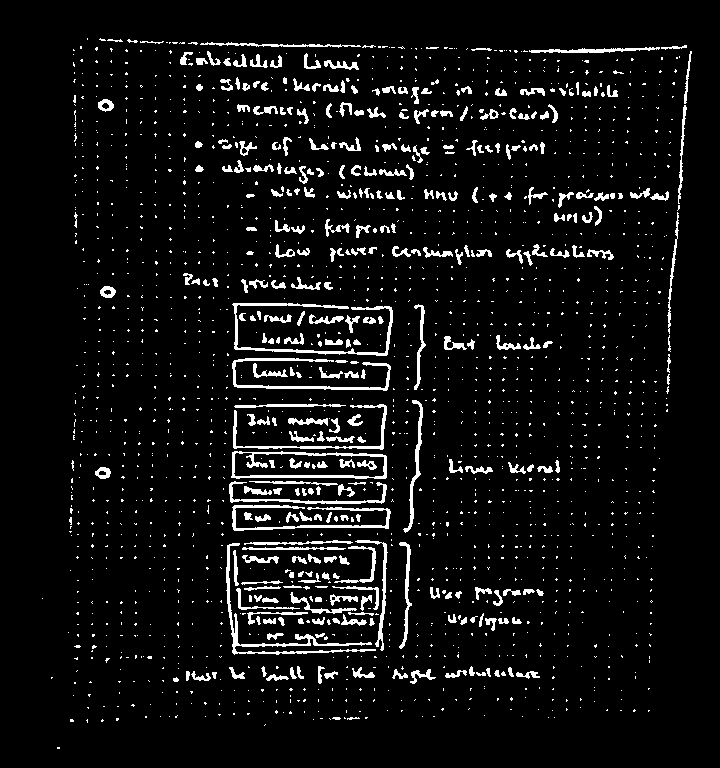 Embedded Linux
• Store "kernel's image" in a non-volatile
memory (flash Eprom / SD-Card)
• Size of kernel image = footprint
• advantages (CLinux)
- Work without MMU (++ for processors without
MMU)
- Low footprint
- Low power consumption applications
Boot procedure
Extract / Decompress
kernel image
Launch kernel
Boot loader
Init memory &
Hardware
Init device drivers
Mount root FS
Run /sbin/init
Linux kernel
Start network
services
login prompt
Start x-windows
or apps
User programs
User/space
. Must be built for the right architecture